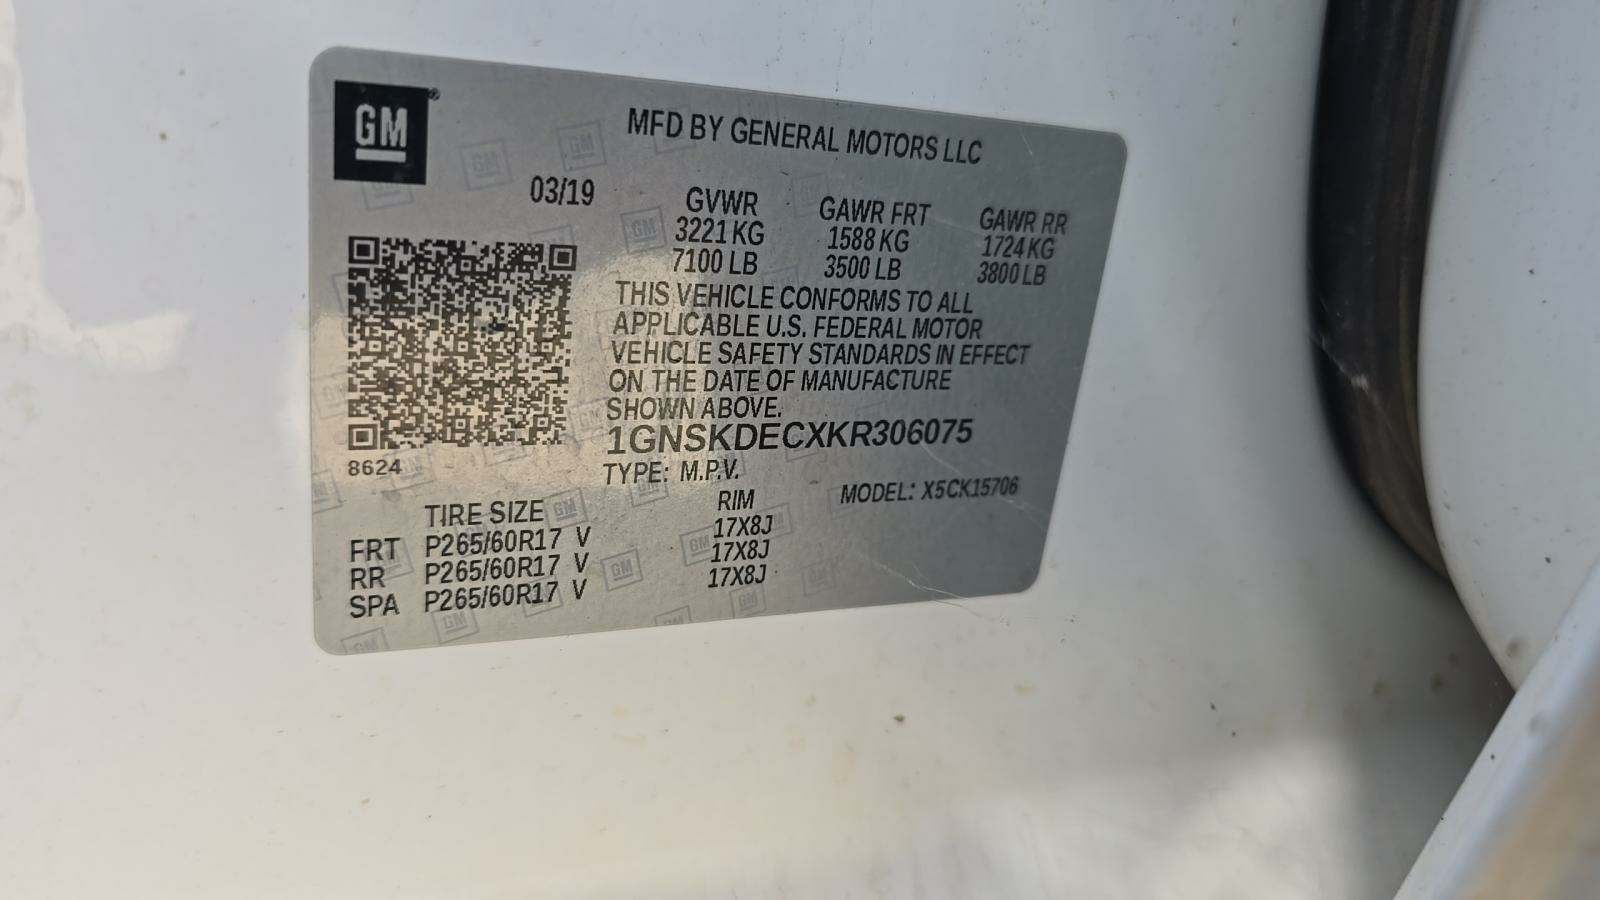 GM®
MFD BY GENERAL MOTORS LLC
03/19
GVWR GAWR FRT GAWR RR
3221 KG 1588 KG 1724 KG
7100 LB 3500 LB 3800 LB
THIS VEHICLE CONFORMS TO ALL
APPLICABLE U.S. FEDERAL MOTOR
VEHICLE SAFETY STANDARDS IN EFFECT
ON THE DATE OF MANUFACTURE
SHOWN ABOVE.
1GNSKDECXKR306075
8624
TYPE: M.P.V.
MODEL: X5CK15706
TIRE SIZE RIM
FRT P265/60R17 V 17X8J
RR P265/60R17 V 17X8J
SPA P265/60R17 V 17X8J